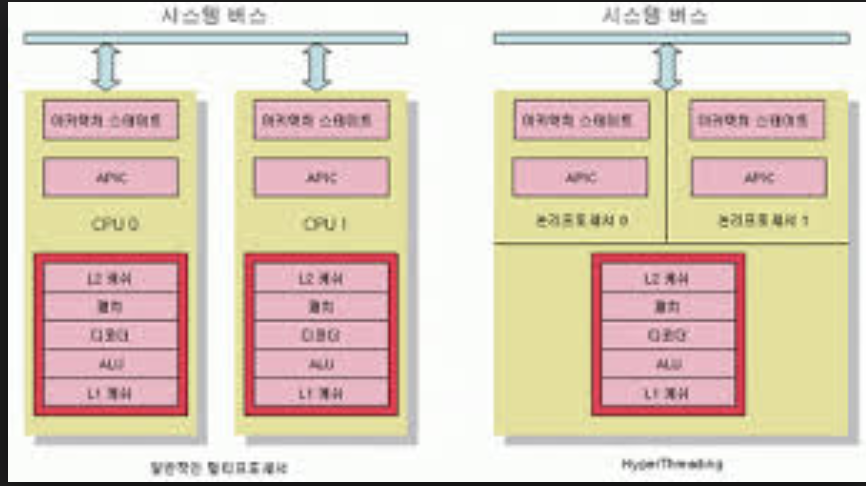 시스템 버스
시스템 버스
아키텍처 스테이트
아키텍처 스테이트
아키텍처 스테이트
아키텍처 스테이트
APIC
APIC
APIC
APIC
CPU 0
CPU 1
논리프로세서 0
논리프로세서 1
L2 캐쉬
펫치
디코더
ALU
L1 캐쉬
L2 캐쉬
펫치
디코더
ALU
L1 캐쉬
L2 캐쉬
펫치
디코더
ALU
L1 캐쉬
일반적인 멀티프로세서
HyperThreading